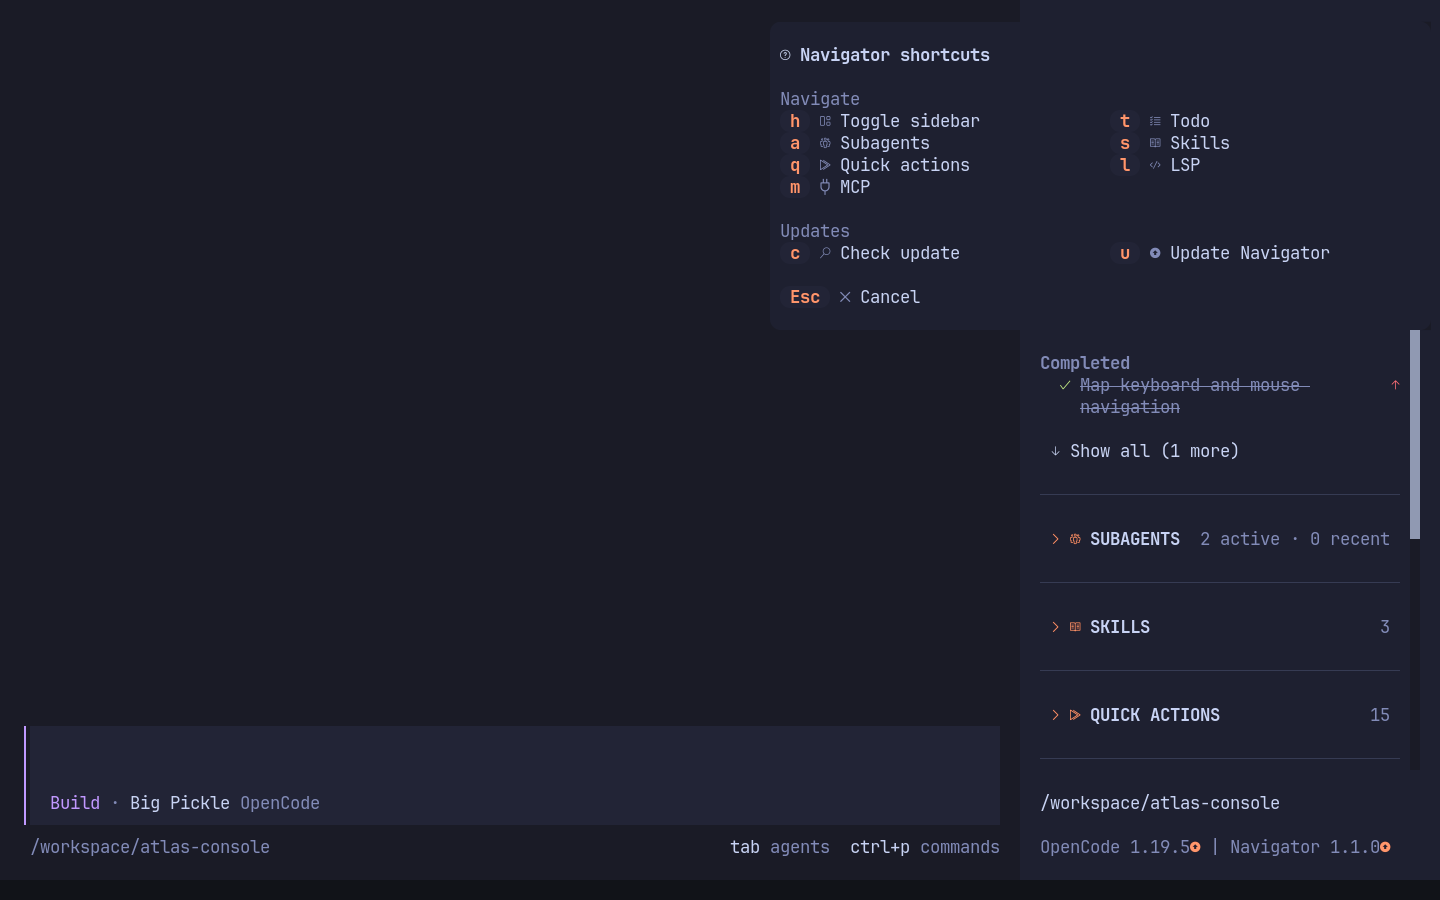 Navigator shortcuts
Navigate
h Toggle sidebar t Todo
a Subagents s Skills
q Quick actions l LSP
m MCP
Updates
c Check update u Update Navigator
Esc Cancel
Completed
✓ Map keyboard and mouse ↑
navigation
↓ Show all (1 more)
SUBAGENTS 2 active · 0 recent
SKILLS 3
QUICK ACTIONS 15
Build · Big Pickle OpenCode
/workspace/atlas-console
tab agents ctrl+p commands
/workspace/atlas-console
OpenCode 1.19.5 | Navigator 1.1.0